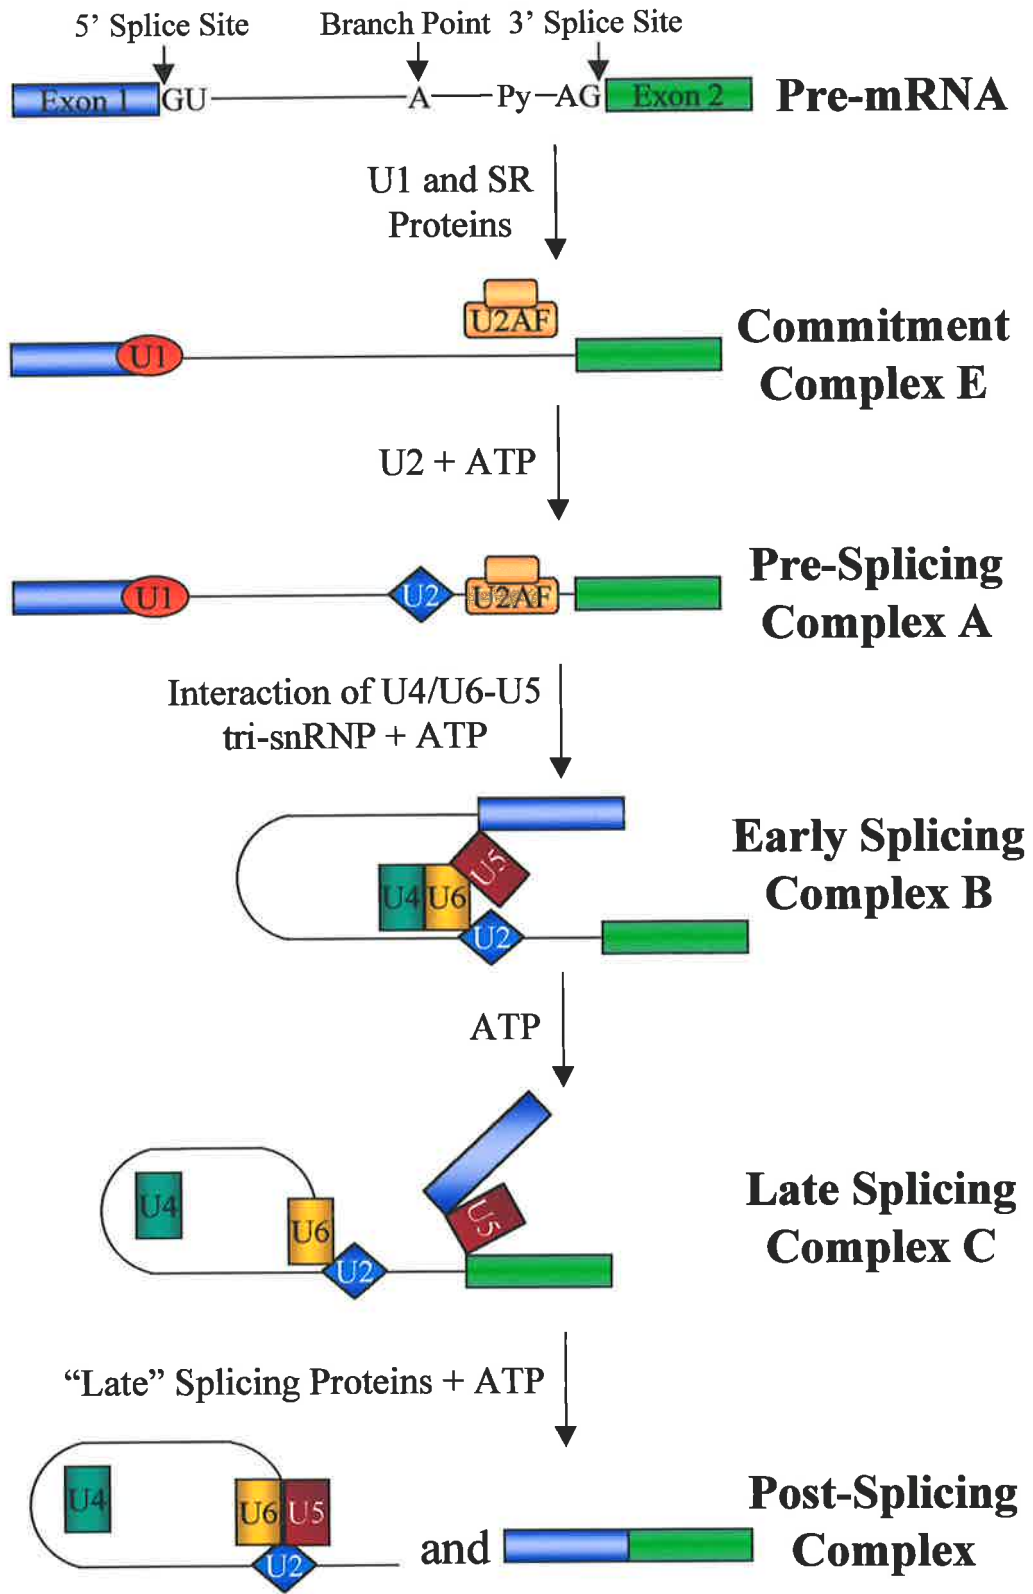 5’ Splice Site
Branch Point
3’ Splice Site
Exon 1
GU
A
Py
AG
Exon 2
Pre-mRNA
U1 and SR
Proteins
U2AF
U1
Commitment
Complex E
U2 + ATP
U1
U2
U2AF
Pre-Splicing
Complex A
Interaction of U4/U6-U5
tri-snRNP + ATP
U5
U4
U6
U2
Early Splicing
Complex B
ATP
U4
U6
U5
U2
Late Splicing
Complex C
“Late” Splicing Proteins + ATP
U4
U6
U5
U2
and
Post-Splicing
Complex